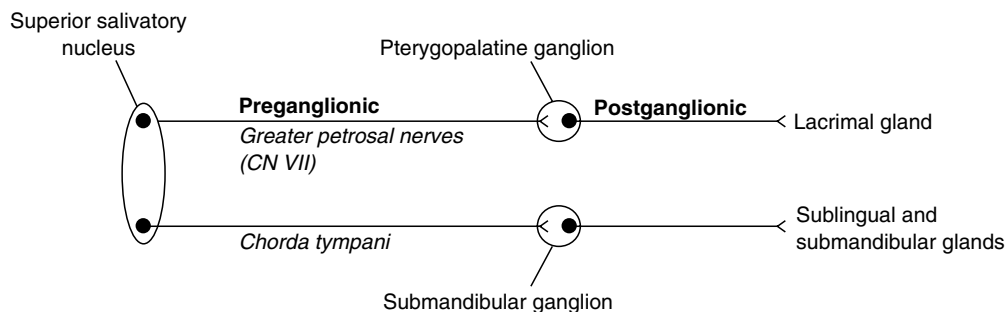 Superior salivatory
nucleus
Pterygopalatine ganglion
Preganglionic
Postganglionic
Greater petrosal nerves
(CN VII)
Lacrimal gland
Chorda tympani
Sublingual and
submandibular glands
Submandibular ganglion